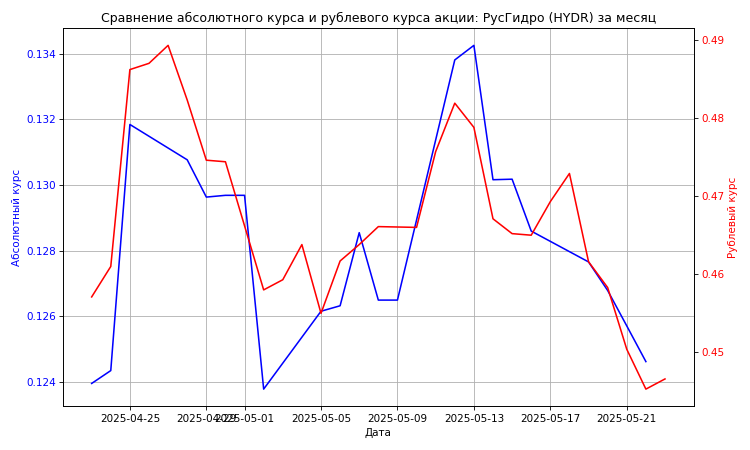 Сравнение абсолютного курса и рублевого курса акции: РусГидро (HYDR) за месяц
0.134
0.132
0.130
0.128
0.126
0.124
Абсолютный курс
0.49
0.48
0.47
0.46
0.45
Рублевый курс
2025-04-25 2025-04-29 2025-05-01 2025-05-05 2025-05-09 2025-05-13 2025-05-17 2025-05-21
Дата